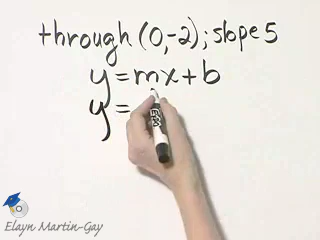 through (0,-2); slope 5
y = mx + b
y =
Elayn Martin-Gay